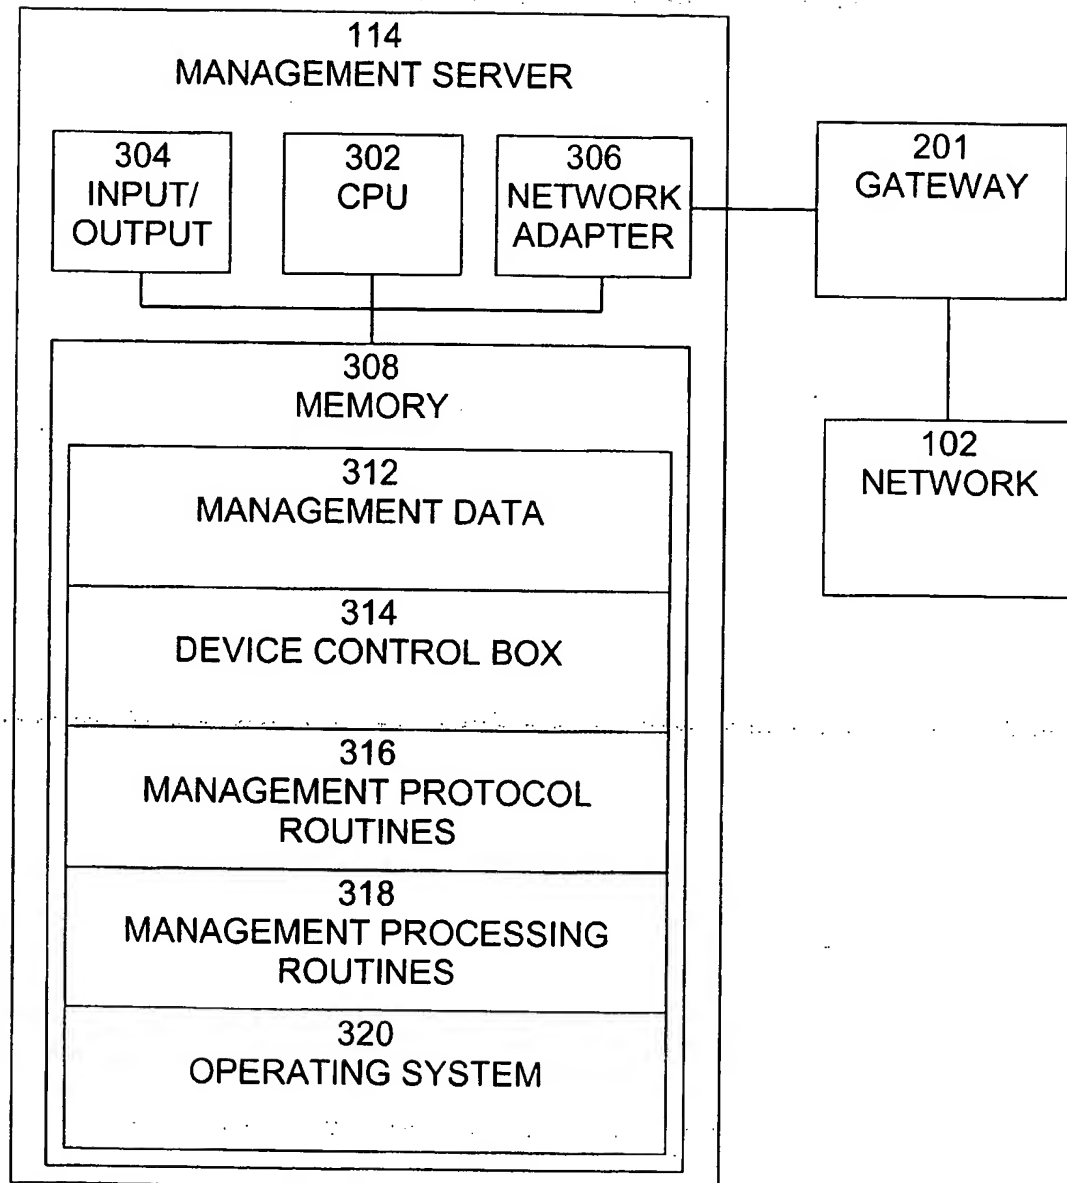 114
MANAGEMENT SERVER
304
INPUT/
OUTPUT
302
CPU
306
NETWORK
ADAPTER
201
GATEWAY
308
MEMORY
102
NETWORK
312
MANAGEMENT DATA
314
DEVICE CONTROL BOX
316
MANAGEMENT PROTOCOL
ROUTINES
318
MANAGEMENT PROCESSING
ROUTINES
320
OPERATING SYSTEM